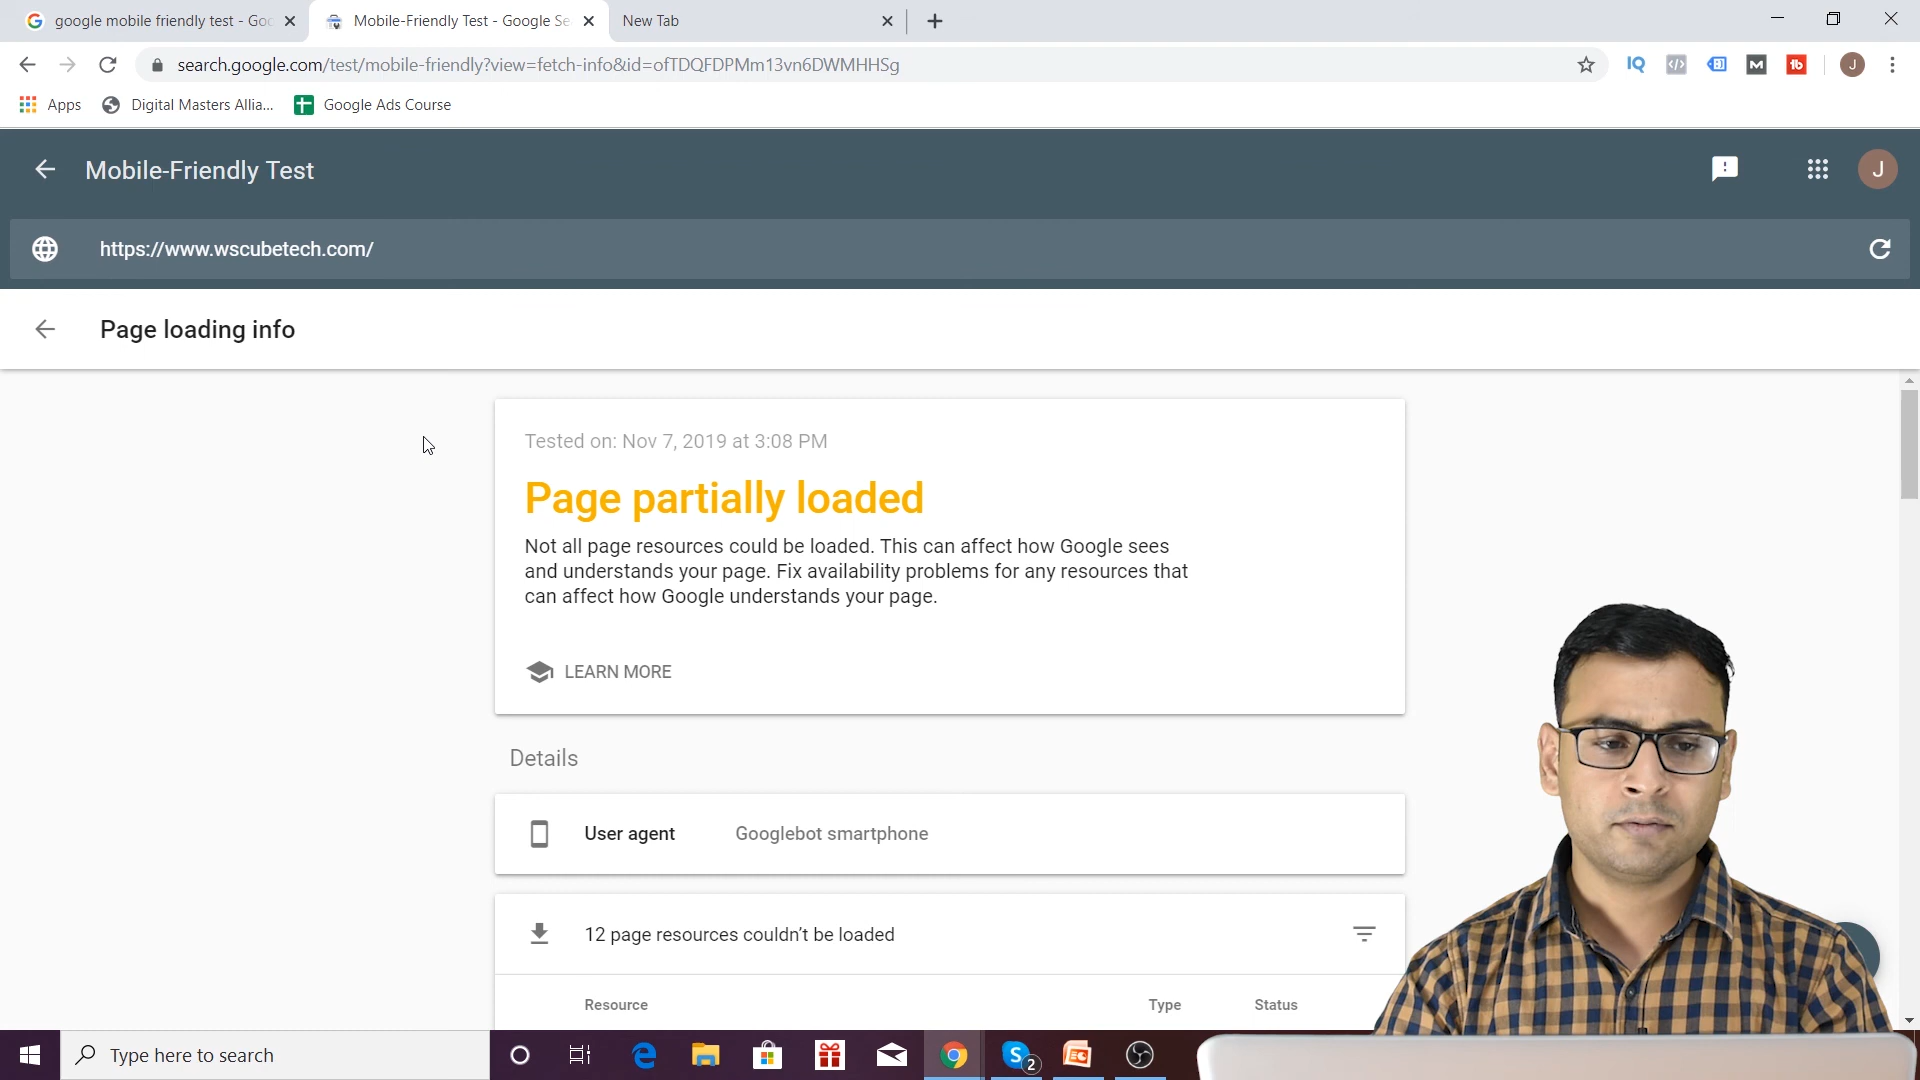 google mobile friendly test - Goo
Mobile-Friendly Test - Google Se
New Tab
search.google.com/test/mobile-friendly?view=fetch-info&id=ofTDQFDPMm13vn6DWMHHSg
IQ
M
tb
J
Apps
Digital Masters Allia...
Google Ads Course
Mobile-Friendly Test
J
https://www.wscubetech.com/
Page loading info
Tested on: Nov 7, 2019 at 3:08 PM
Page partially loaded
Not all page resources could be loaded. This can affect how Google sees
and understands your page. Fix availability problems for any resources that
can affect how Google understands your page.
LEARN MORE
Details
User agent Googlebot smartphone
12 page resources couldn't be loaded
Resource Type Status
Type here to search
2